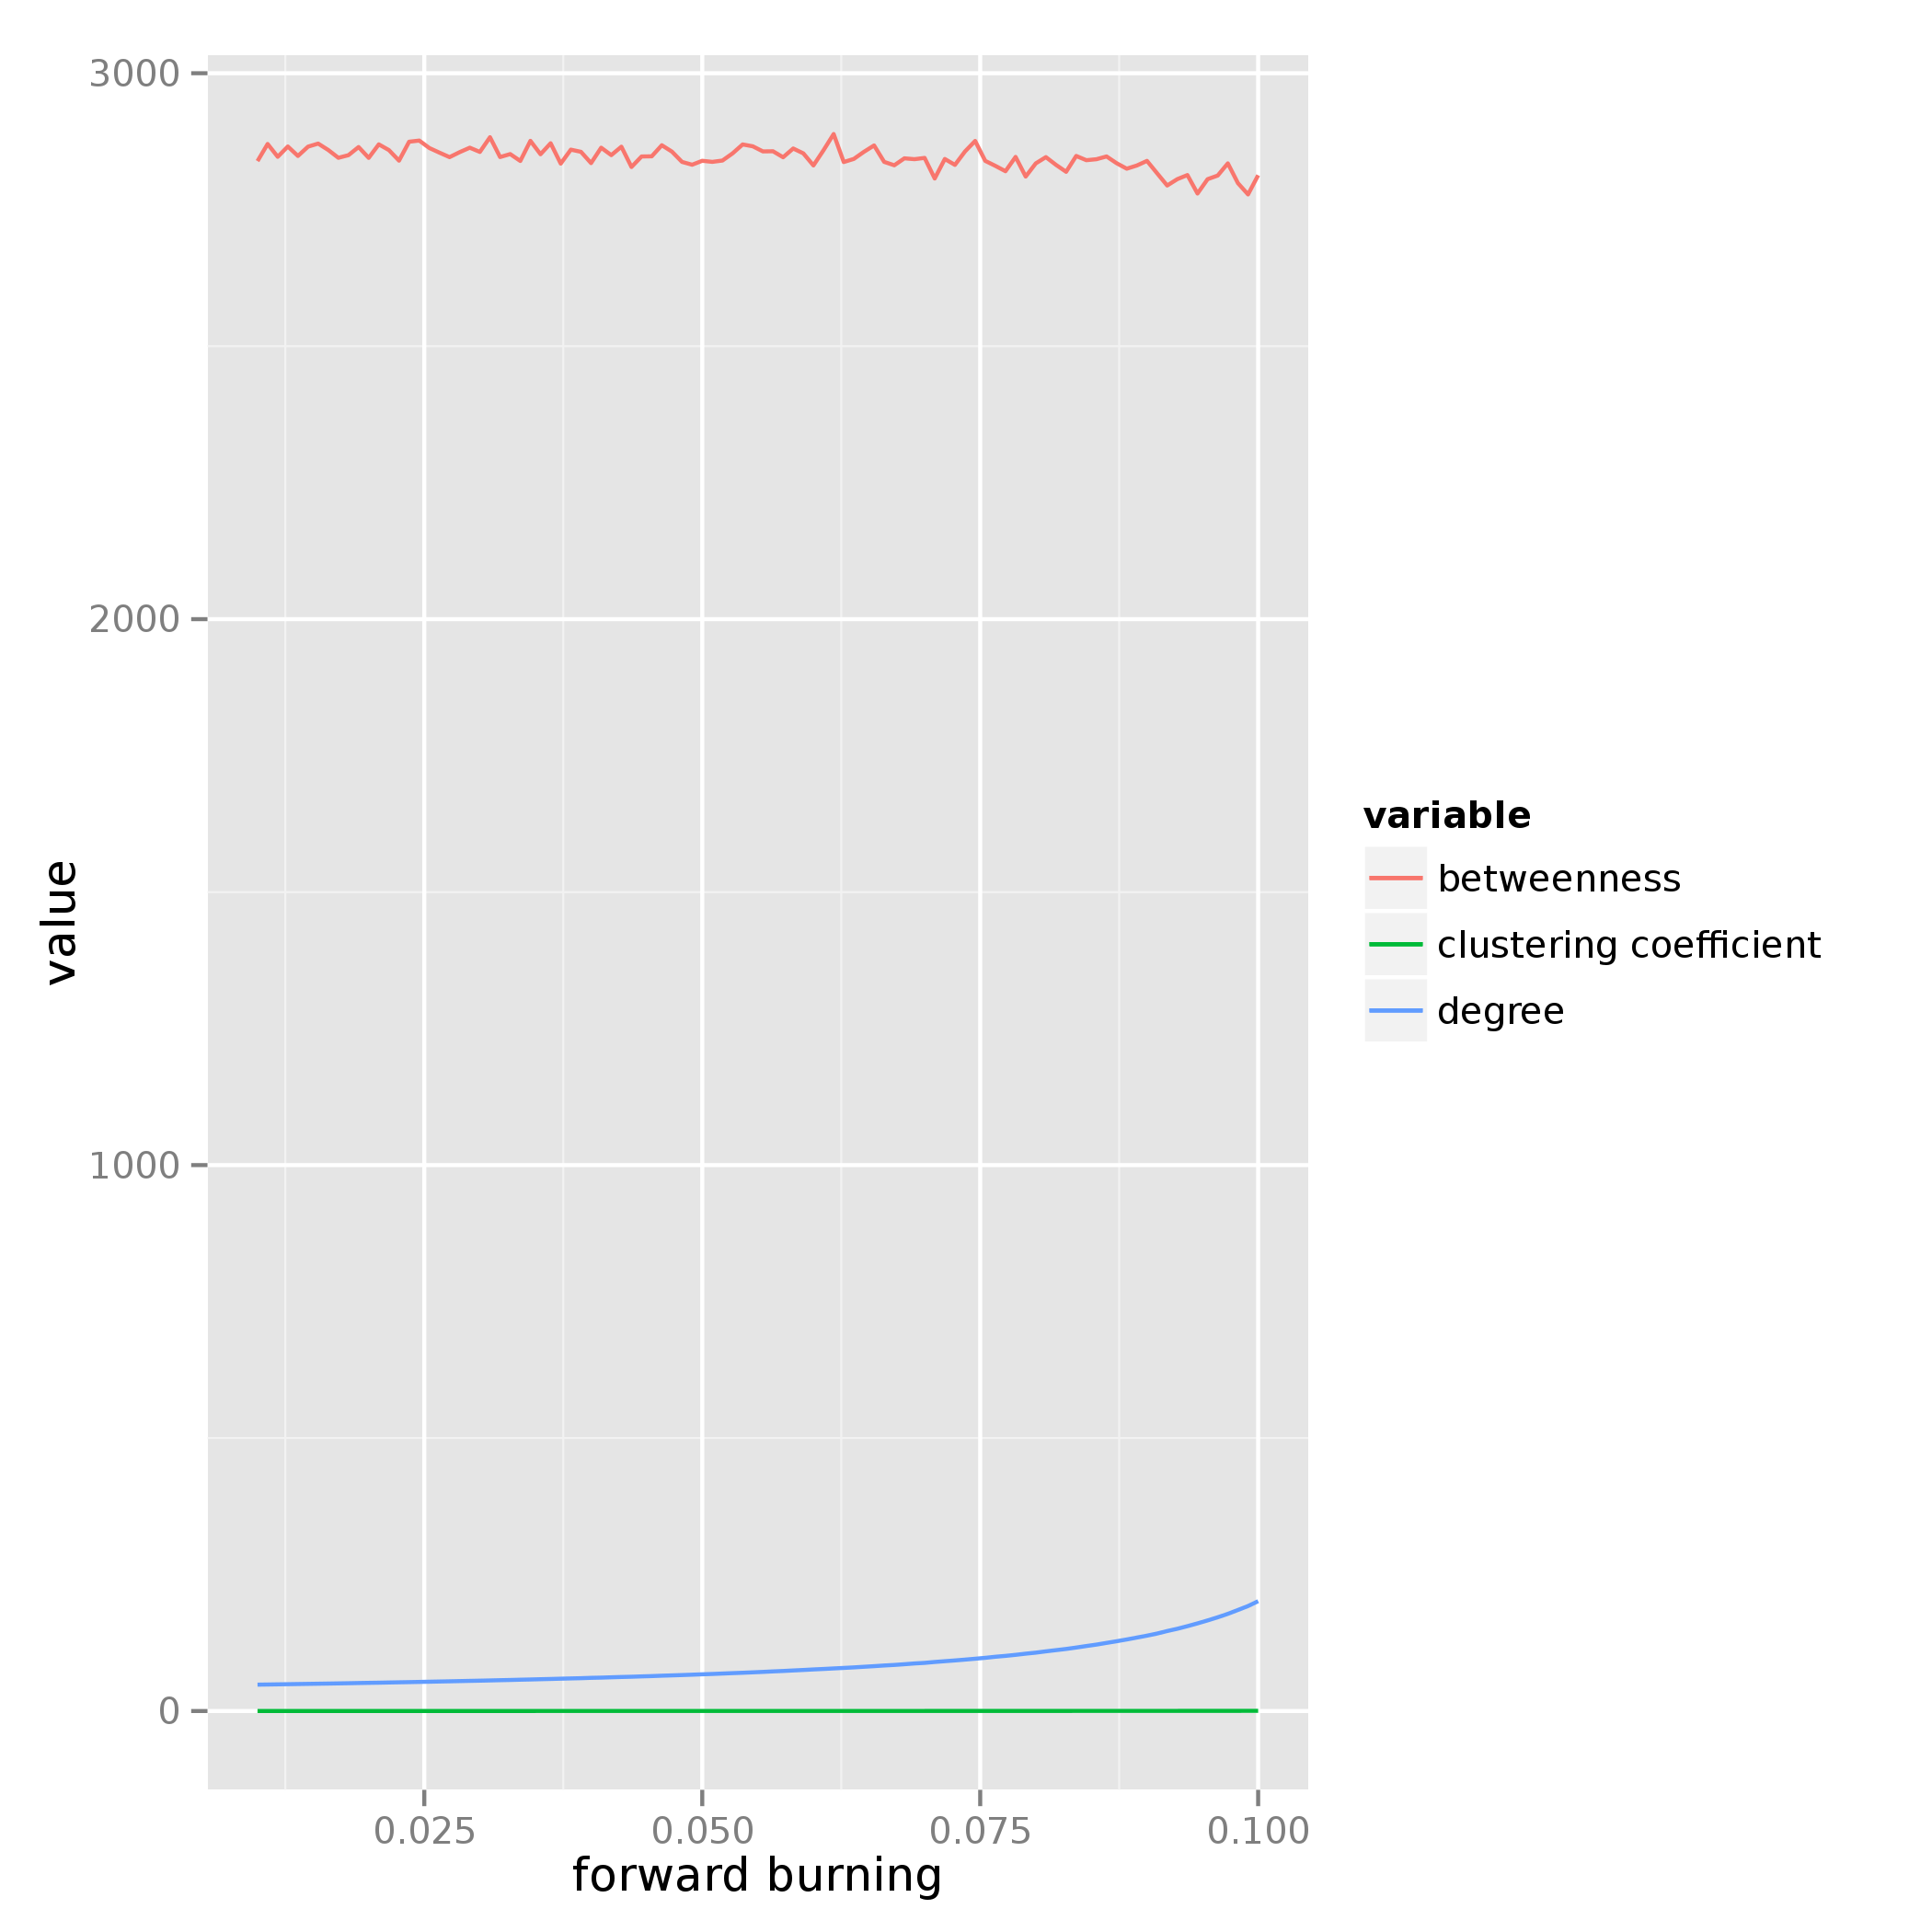 3000
2000
1000
0
value
0.025 0.050 0.075 0.100
forward burning
variable
betweenness
clustering coefficient
degree